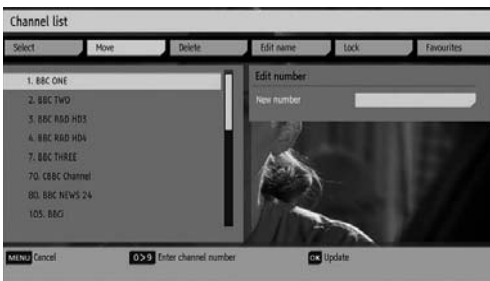 Channel list
Select Move Delete Edit name Lock Favourites
1. BBC ONE
2. BBC TWO
3. BBC R&D HD3
4. BBC R&D HD4
7. BBC THREE
70. CBBC Channel
80. BBC NEWS 24
105. BBCi
Edit number
New number
MENU Cancel 0>9 Enter channel number OK Update